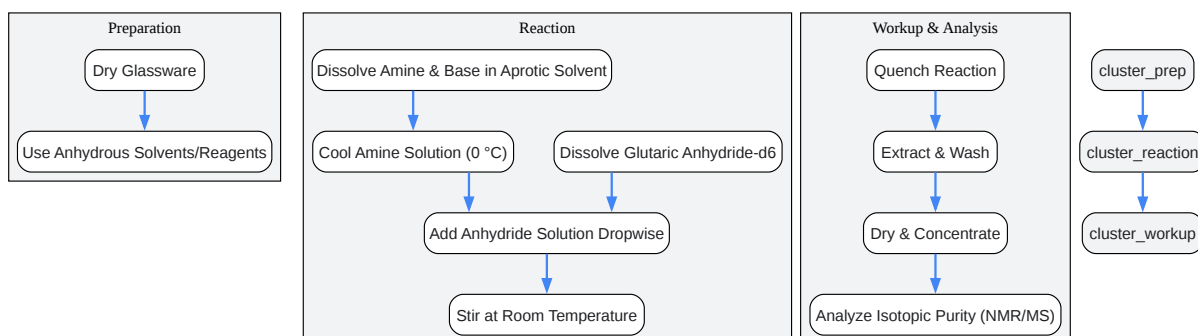 Preparation
Dry Glassware
Use Anhydrous Solvents/Reagents
Reaction
Dissolve Amine & Base in Aprotic Solvent
Cool Amine Solution (0 °C)
Dissolve Glutaric Anhydride-d6
Add Anhydride Solution Dropwise
Stir at Room Temperature
Workup & Analysis
Quench Reaction
Extract & Wash
Dry & Concentrate
Analyze Isotopic Purity (NMR/MS)
cluster_prep
cluster_reaction
cluster_workup